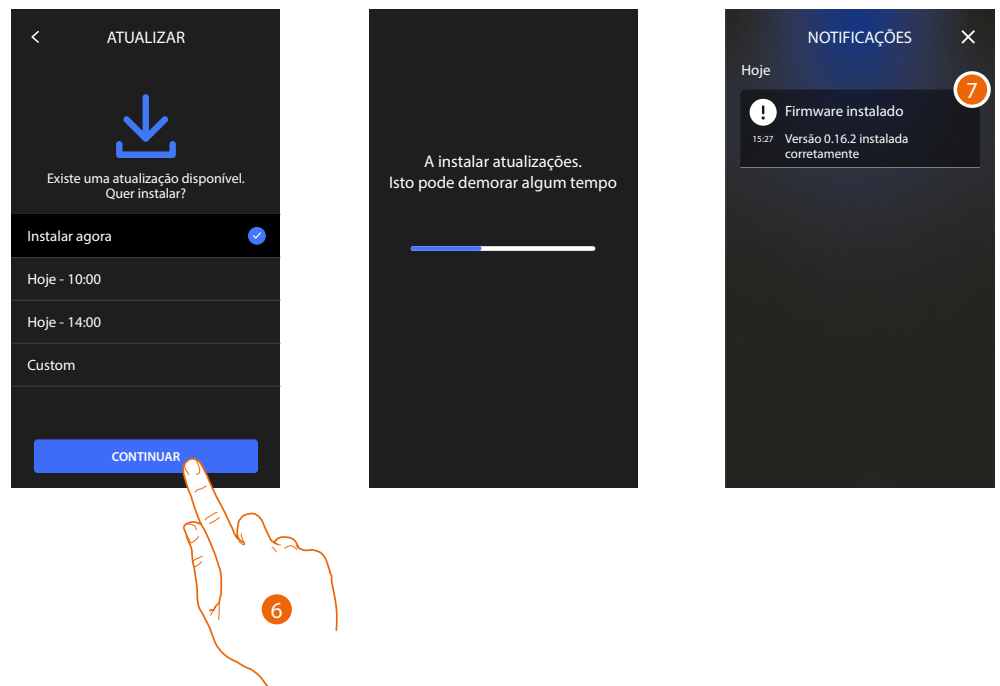 ATUALIZAR
Existe uma atualização disponível.
Quer instalar?
Instalar agora
Hoje - 10:00
Hoje - 14:00
Custom
CONTINUAR
6
A instalar atualizações.
Isto pode demorar algum tempo
NOTIFICAÇÕES
Hoje
7
Firmware instalado
15:27 Versão 0.16.2 instalada
corretamente